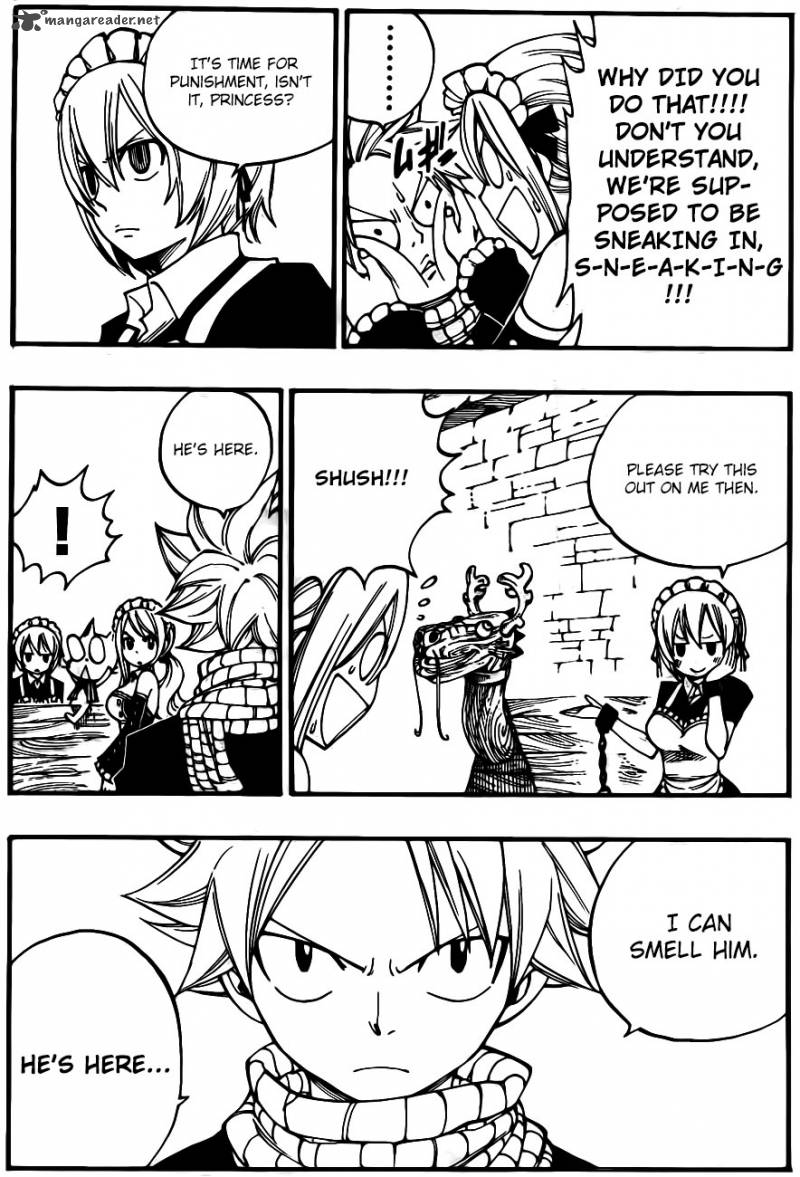 mangareader.net
WHY DID YOU
DO THAT!!!!
DON'T YOU
UNDERSTAND,
WE'RE SUP-
POSED TO BE
SNEAKING IN,
S-N-E-A-K-I-N-G
!!!
ムギ
IT'S TIME FOR
PUNISHMENT, ISN'T
IT, PRINCESS?
PLEASE TRY THIS
OUT ON ME THEN.
SHUSH!!!
HE'S HERE.
!
I CAN
SMELL HIM.
HE'S HERE...